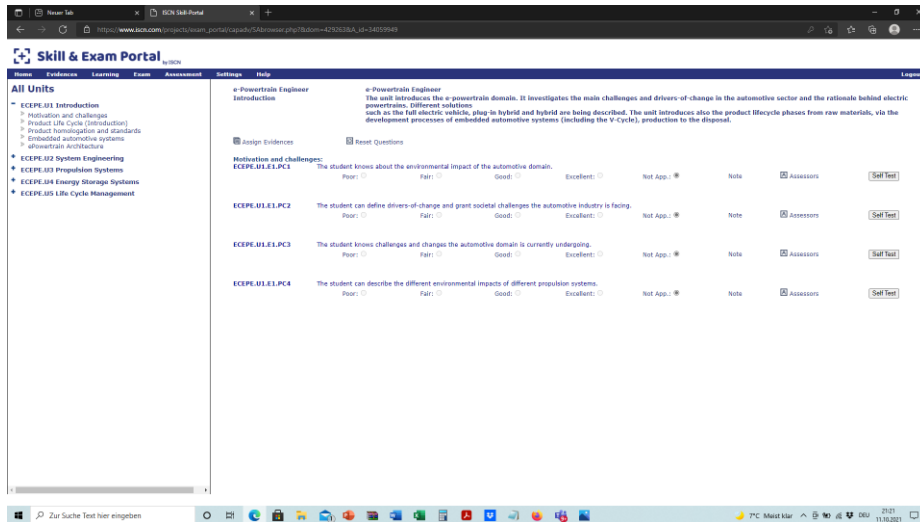 Neuer Tab
ISCN Skill-Portal
https://www.iscn.com/projects/exam_portal/capadv/SAbrowser.php?&dom=429263&A_id=34059949
Skill & Exam Portal by ISCN
Home Evidences Learning Exam Assessment Settings Help Logou
All Units
ECEPE.U1 Introduction
Motivation and challenges
Product Life Cycle (Introduction)
Product homologation and standards
Embedded automotive systems
ePowertrain Architecture
ECEPE.U2 System Engineering
ECEPE.U3 Propulsion Systems
ECEPE.U4 Energy Storage Systems
ECEPE.U5 Life Cycle Management
e-Powertrain Engineer
Introduction
e-Powertrain Engineer
The unit introduces the e-powertrain domain. It investigates the main challenges and drivers-of-change in the automotive sector and the rationale behind electric
powertrains. Different solutions
such as the full electric vehicle, plug-in hybrid and hybrid are being described. The unit introduces also the product lifecycle phases from raw materials, via the
development processes of embedded automotive systems (including the V-Cycle), production to the disposal.
Assign Evidences Reset Questions
Motivation and challenges:
ECEPE.U1.E1.PC1 The student knows about the environmental impact of the automotive domain.
Poor: Fair: Good: Excellent: Not App.: Note Assessors Self Test
ECEPE.U1.E1.PC2 The student can define drivers-of-change and grant societal challenges the automotive industry is facing.
Poor: Fair: Good: Excellent: Not App.: Note Assessors Self Test
ECEPE.U1.E1.PC3 The student knows challenges and changes the automotive domain is currently undergoing.
Poor: Fair: Good: Excellent: Not App.: Note Assessors Self Test
ECEPE.U1.E1.PC4 The student can describe the different environmental impacts of different propulsion systems.
Poor: Fair: Good: Excellent: Not App.: Note Assessors Self Test
Zur Suche Text hier eingeben
7°C Meist klar
DEU
21:21
11.10.2021